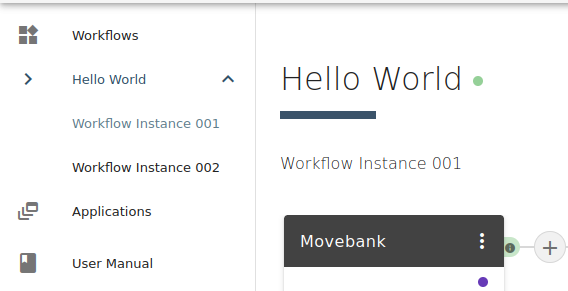 Workflows
Hello World
Workflow Instance 001
Workflow Instance 002
Applications
User Manual
Hello World
Workflow Instance 001
Movebank